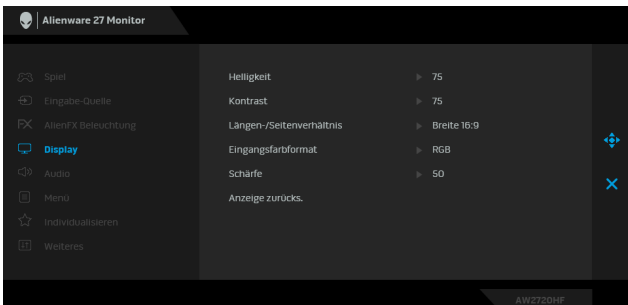 Alienware 27 Monitor
Spiel
Eingabe-Quelle
AlienFX Beleuchtung
Display
Audio
Menü
Individualisieren
Weiteres
Helligkeit 75
Kontrast 75
Längen-/Seitenverhältnis Breite 16:9
Eingangsfarbformat RGB
Schärfe 50
Anzeige zurücks.
AW2720HF